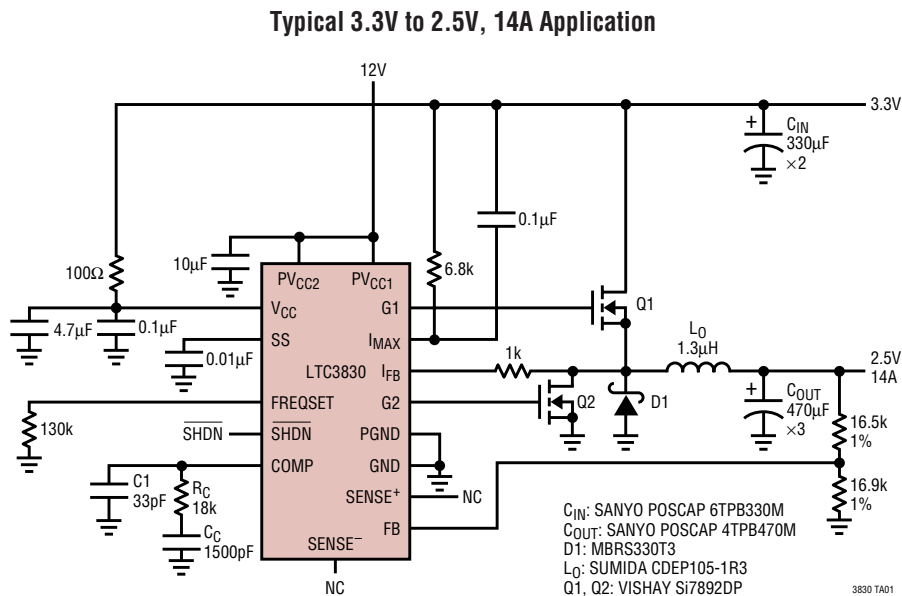 Typical 3.3V to 2.5V, 14A Application
12V
3.3V
+
CIN
330µF
×2
0.1µF
10µF
6.8k
100Ω
PVCC2
PVCC1
VCC
G1
Q1
4.7µF
0.1µF
SS
IMAX
LO
1.3µH
0.01µF
1k
2.5V
14A
LTC3830
IFB
+
COUT
470µF
×3
FREQSET
G2
Q2
D1
16.5k
1%
130k
SHDN
SHDN
PGND
COMP
GND
C1
33pF
RC
18k
SENSE+
NC
16.9k
1%
CC
1500pF
FB
SENSE–
NC
CIN: SANYO POSCAP 6TPB330M
COUT: SANYO POSCAP 4TPB470M
D1: MBRS330T3
LO: SUMIDA CDEP105-1R3
Q1, Q2: VISHAY Si7892DP
3830 TA01